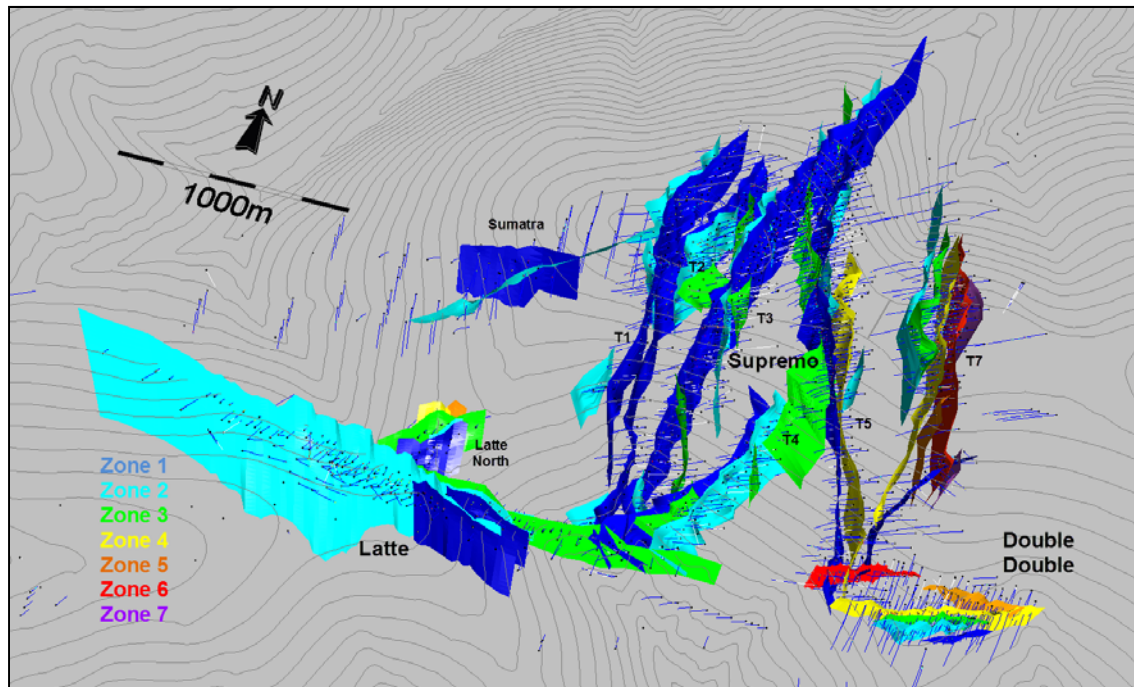 N
1000m
Sumatra
T2
T1
T3
Supremo
T7
T5
T4
Latte
North
Zone 1
Zone 2
Zone 3
Zone 4
Zone 5
Zone 6
Zone 7
Latte
Double
Double